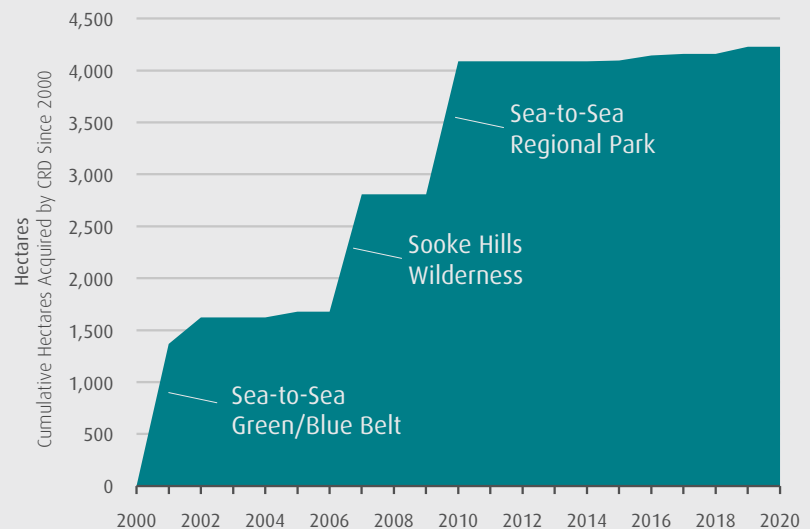 Hectares
Cumulative Hectares Acquired by CRD Since 2000
4,500
4,000
3,500
3,000
2,500
2,000
1,500
1,000
500
0
Sea-to-Sea
Regional Park
Sooke Hills
Wilderness
Sea-to-Sea
Green/Blue Belt
2000 2002 2004 2006 2008 2010 2012 2014 2016 2018 2020